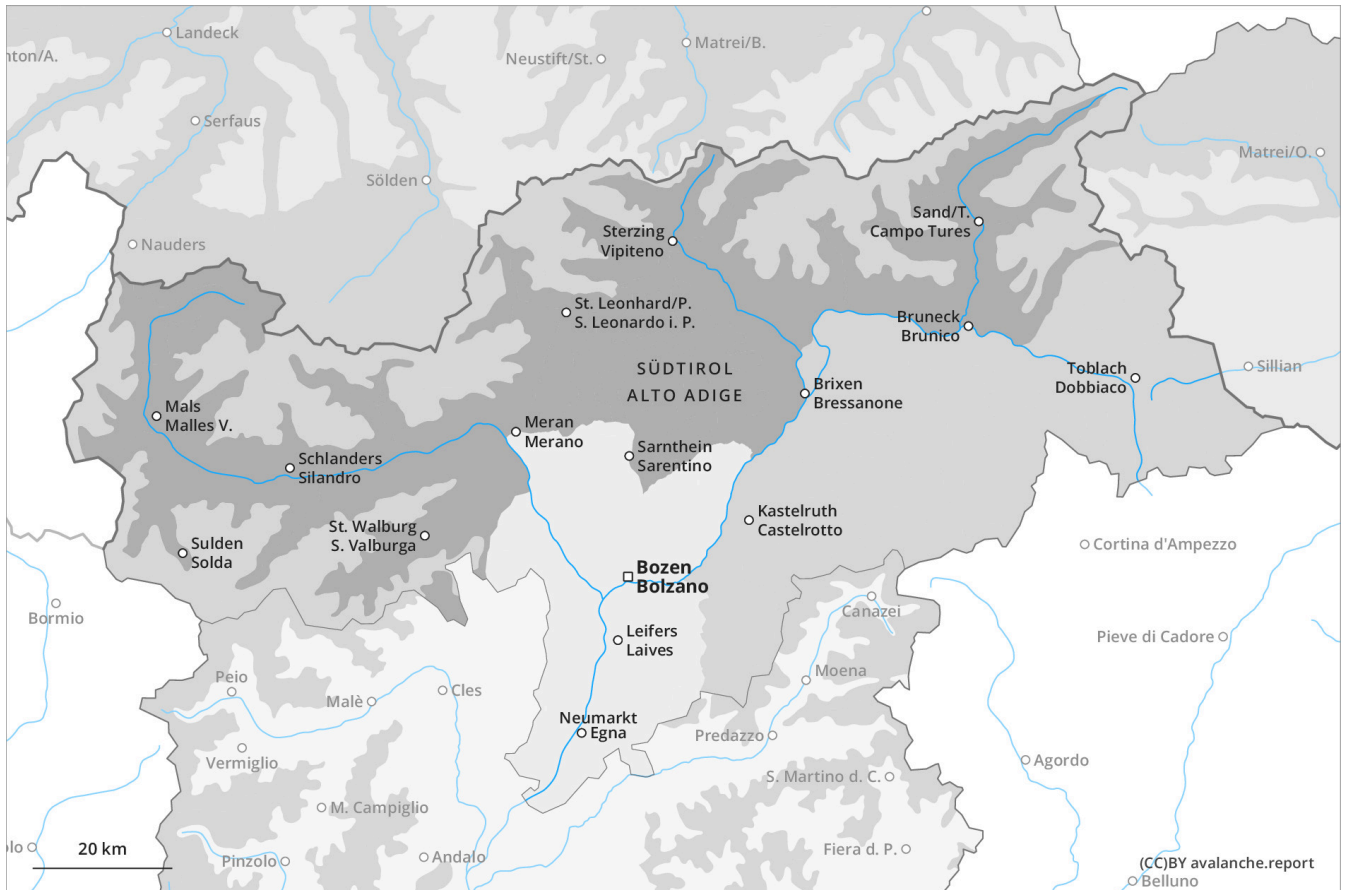 Landeck
nton/A.
Matrei/B.
Neustift/St.
Serfaus
Matrei/O.
Sölden
Sand/T.
Campo Tures
Sterzing
Vipiteno
Nauders
St. Leonhard/P.
S. Leonardo i. P.
Bruneck
Brunico
SÜDTIROL
ALTO ADIGE
Toblach
Dobbiaco
Sillian
Brixen
Bressanone
Mals
Malles V.
Meran
Merano
Sarnthein
Sarentino
Schlanders
Silandro
Kastelruth
Castelrotto
St. Walburg
S. Valburga
Sulden
Solda
Cortina d'Ampezzo
Bozen
Bolzano
Bormio
Canazei
Leifers
Laives
Pieve di Cadore
Peio
Moena
Malè
Cles
Neumarkt
Egna
Predazzo
Vermiglio
Agordo
S. Martino d. C.
M. Campiglio
olo
20 km
Pinzolo
Andalo
Fiera d. P.
(CC)BY avalanche.report
Belluno